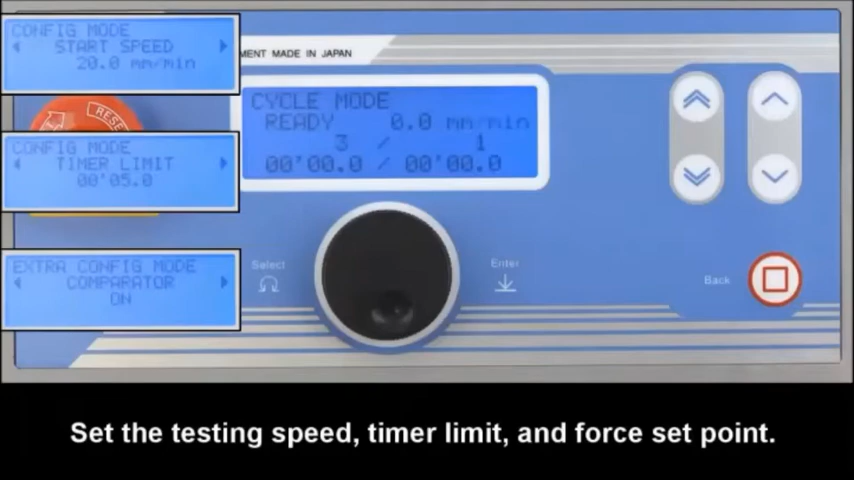 CONFIG MODE
START SPEED
20.0 mm/min
MENT MADE IN JAPAN
RESE
CYCLE MODE
READY 0.0 mm/min
3 / 1
00'00.0 / 00'00.0
CONFIG MODE
TIMER LIMIT
00'05.0
EXTRA CONFIG MODE
COMPARATOR
ON
Select
Enter
Back
Set the testing speed, timer limit, and force set point.